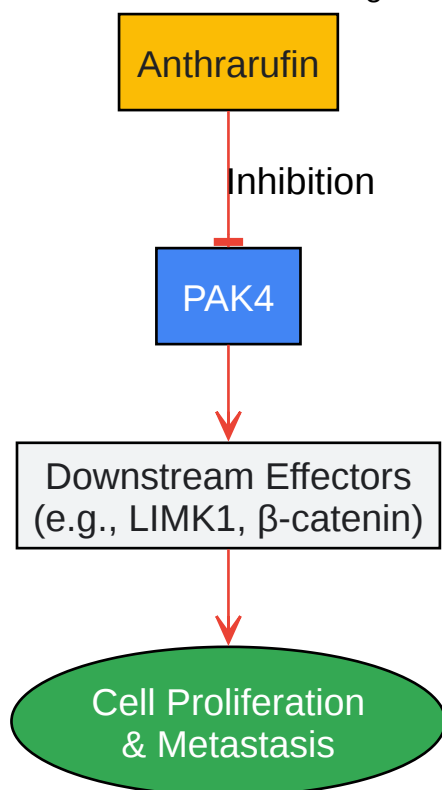 Anthrarufin
Inhibition
PAK4
Downstream Effectors
(e.g., LIMK1, β-catenin)
Cell Proliferation
& Metastasis